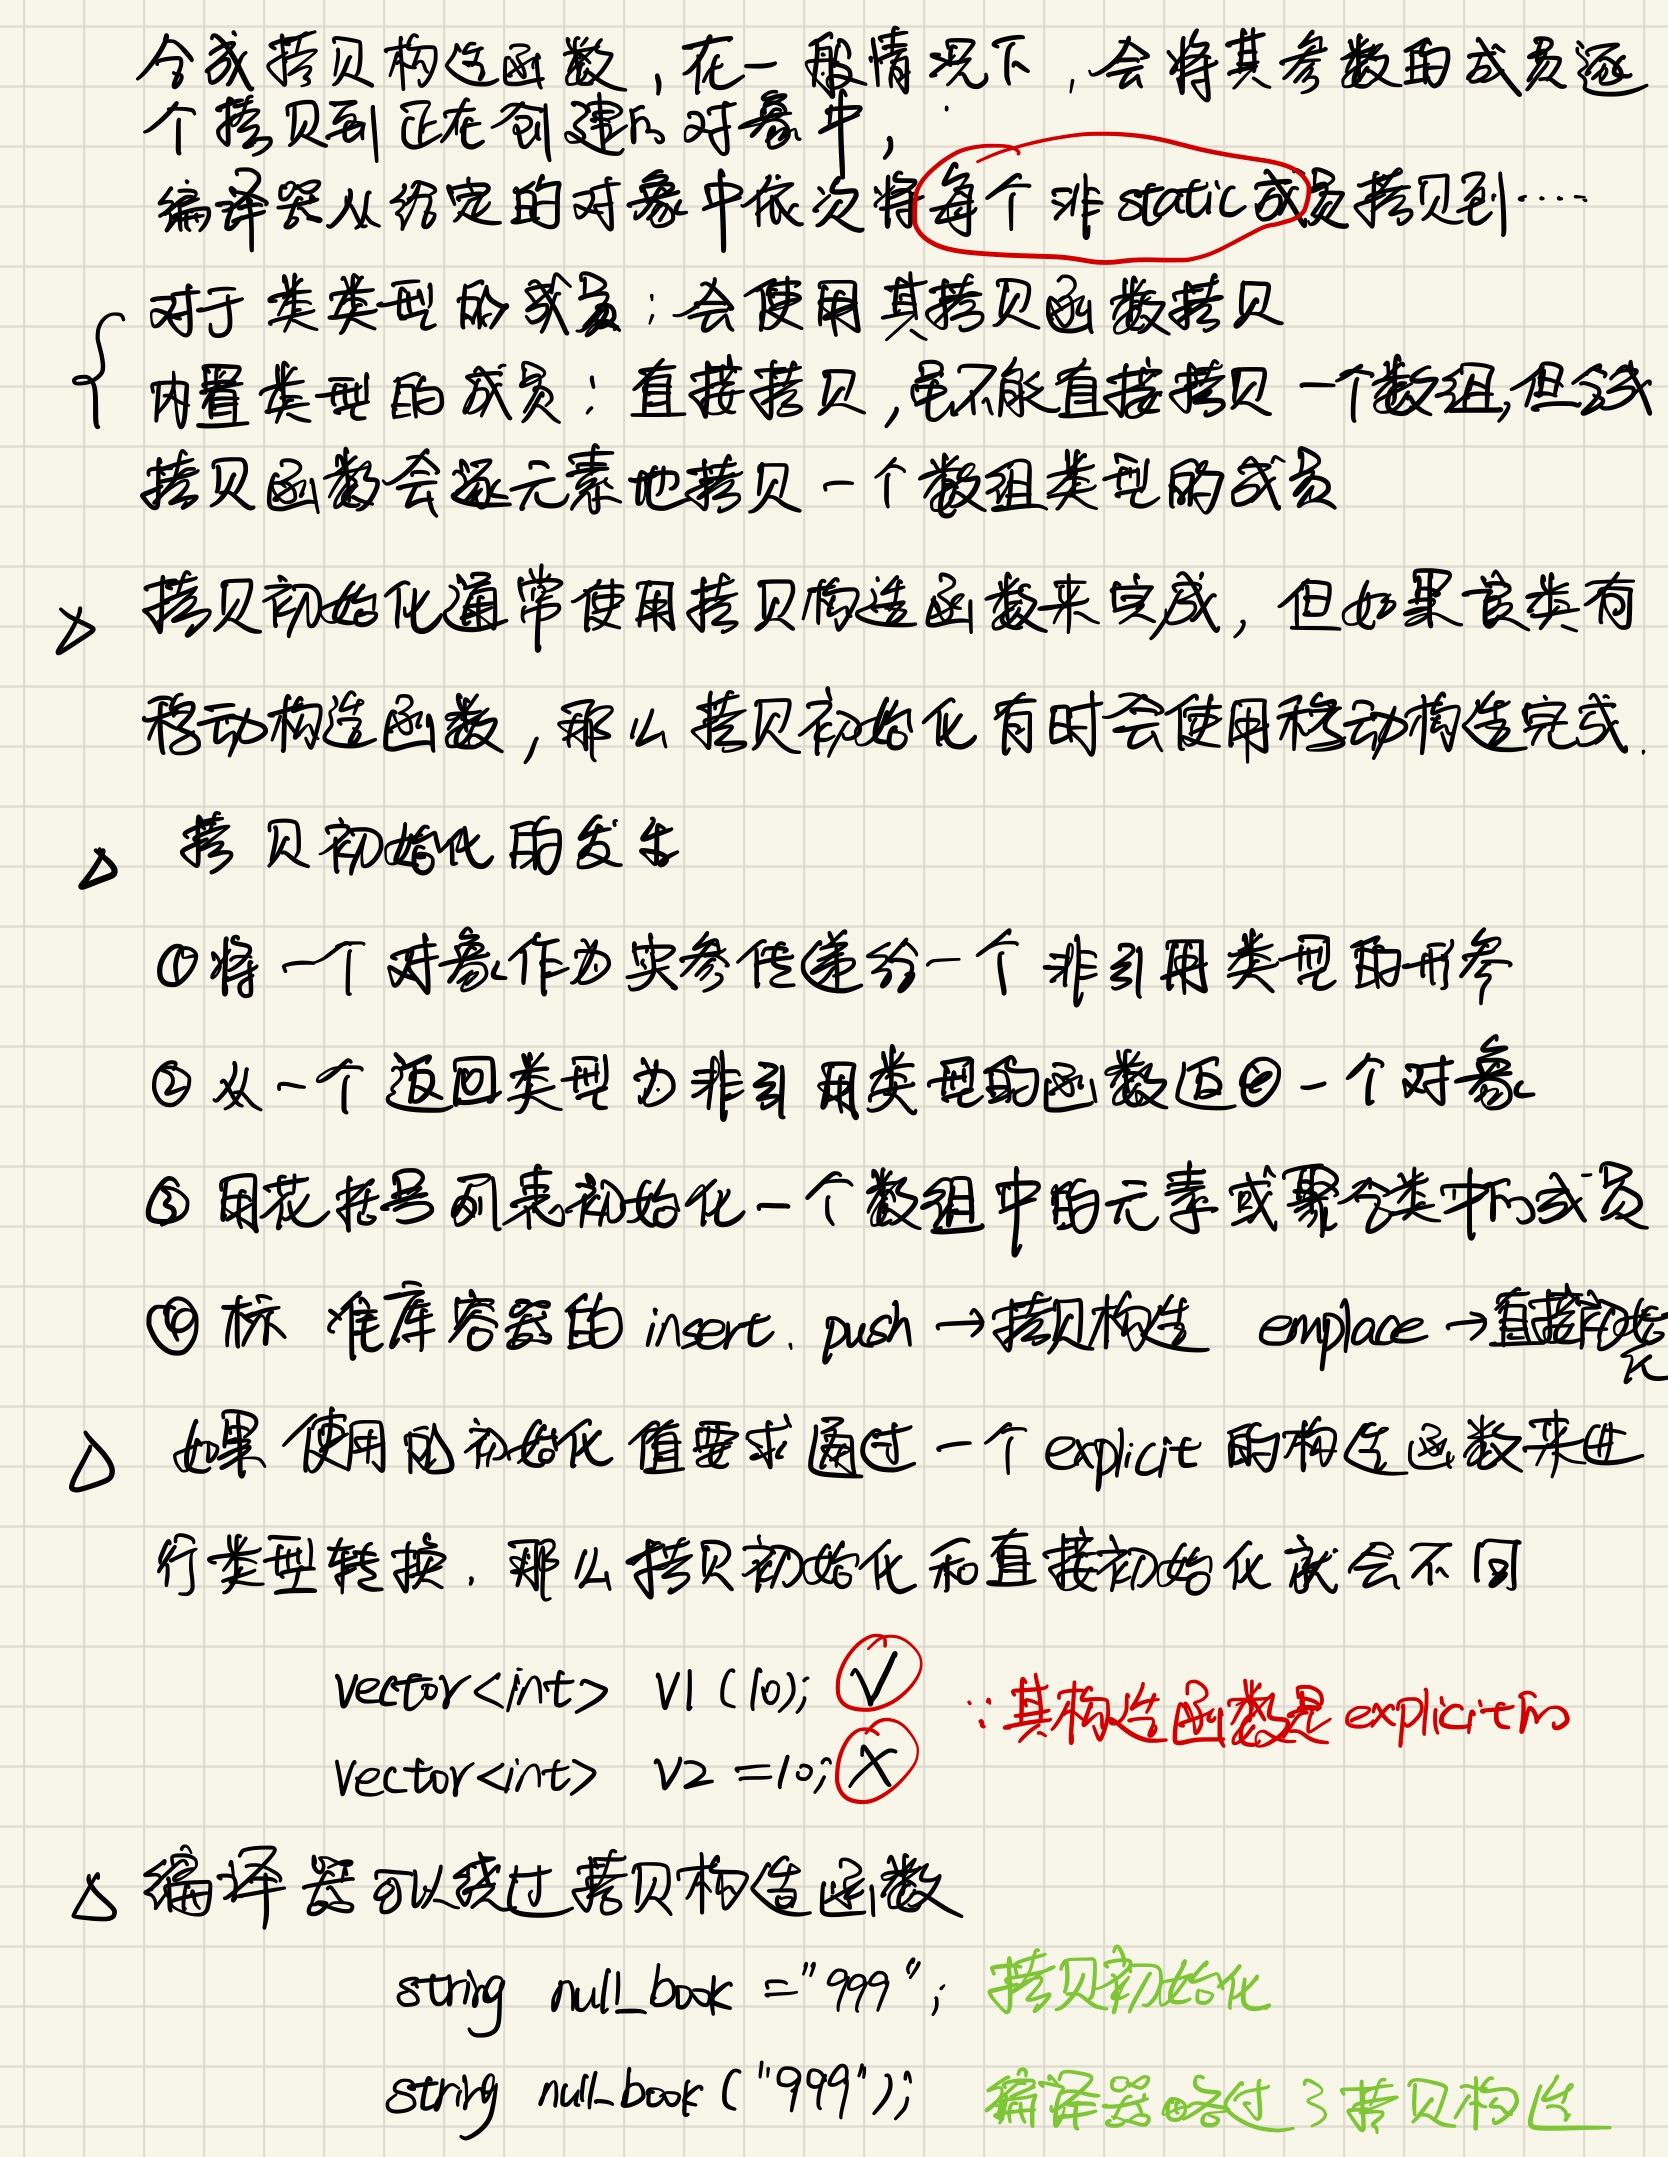 合成拷贝构造函数,在一般情况下,会将其参数的成员逐
个拷贝到正在创建的对象中,
编译器从给定的对象中依次将每个非static成员拷贝到……
对于类类型的成员:会使用其拷贝函数拷贝
内置类型的成员:直接拷贝,虽不能直接拷贝一个数组,但合成
拷贝函数会逐元素地拷贝一个数组类型的成员
拷贝初始化通常使用拷贝构造函数来完成,但如果该类有
移动构造函数,那么拷贝初始化有时会使用移动构造完成.
△ 拷贝初始化的发生
①将一个对象作为实参传递给一个非引用类型的形参
②从一个返回类型为非引用类型的函数返回一个对象
③用花括号列表初始化一个数组中的元素或聚合类中的成员
④标准库容器的insert. push→拷贝构造 emplace→直接初始化
△ 如果使用的初始化值要求通过一个explicit的构造函数来进
行类型转换.那么拷贝初始化和直接初始化就会不同
vector<int> V1(10); √
∵其构造函数是explicit的
vector<int> V2 =10; ×
△ 编译器可以绕过拷贝构造函数
string null_book ="999"; 拷贝初始化
string null_book("999"); 编译器略过了拷贝构造